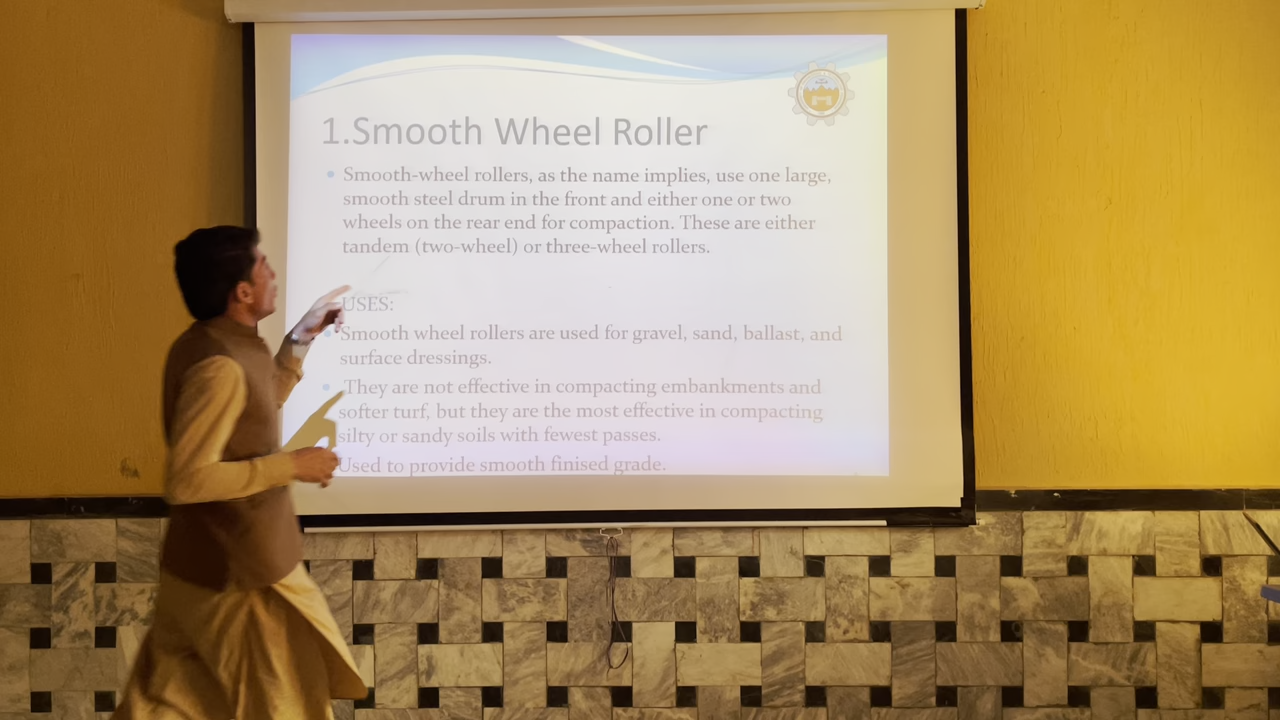 1.Smooth Wheel Roller
Smooth-wheel rollers, as the name implies, use one large,
smooth steel drum in the front and either one or two
wheels on the rear end for compaction. These are either
tandem (two-wheel) or three-wheel rollers.
USES:
Smooth wheel rollers are used for gravel, sand, ballast, and
surface dressings.
They are not effective in compacting embankments and
softer turf, but they are the most effective in compacting
silty or sandy soils with fewest passes.
Used to provide smooth finised grade.